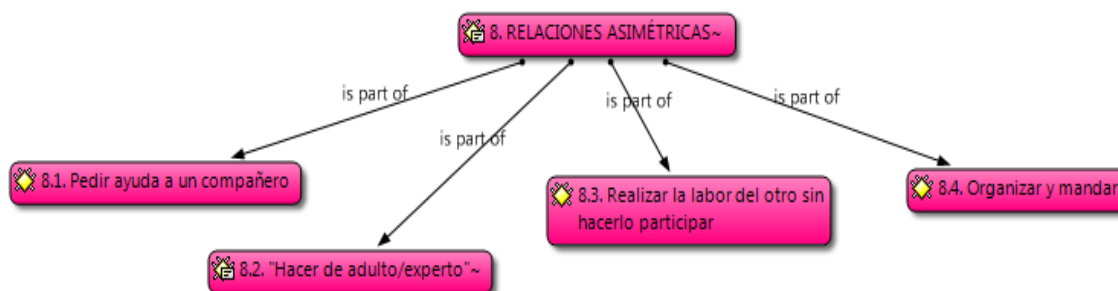 8. RELACIONES ASIMÉTRICAS~
is part of
is part of
is part of
is part of
8.1. Pedir ayuda a un compañero
8.3. Realizar la labor del otro sin
hacerlo participar
8.4. Organizar y mandar
8.2. "Hacer de adulto/experto"~